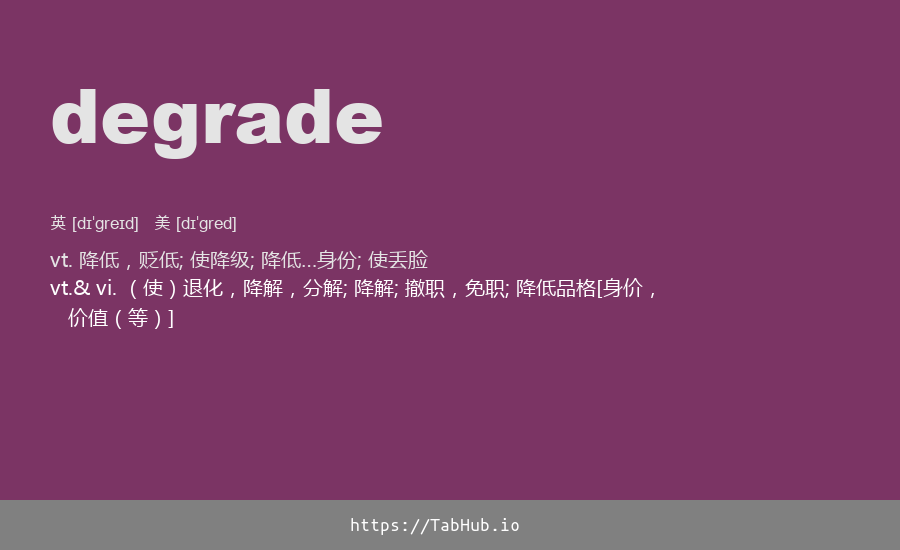 degrade
英 [dɪˈgreɪd] 美 [dɪˈgred]
vt. 降低，贬低; 使降级; 降低…身份; 使丢脸
vt.& vi. （使）退化，降解，分解; 降解; 撤职，免职; 降低品格[身价，
价值（等）]
https://TabHub.io